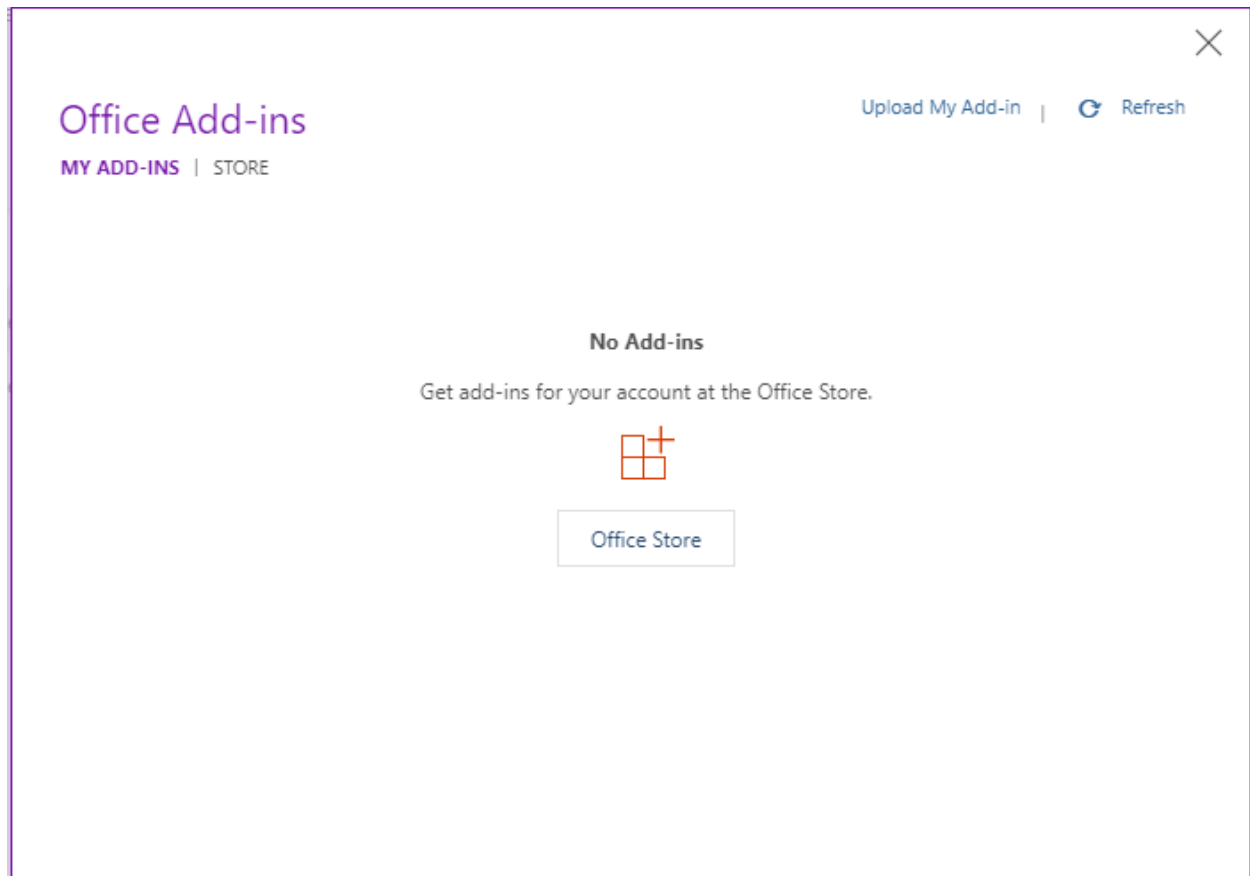 Office Add-ins
Upload My Add-in | Refresh
MY ADD-INS | STORE
No Add-ins
Get add-ins for your account at the Office Store.
Office Store